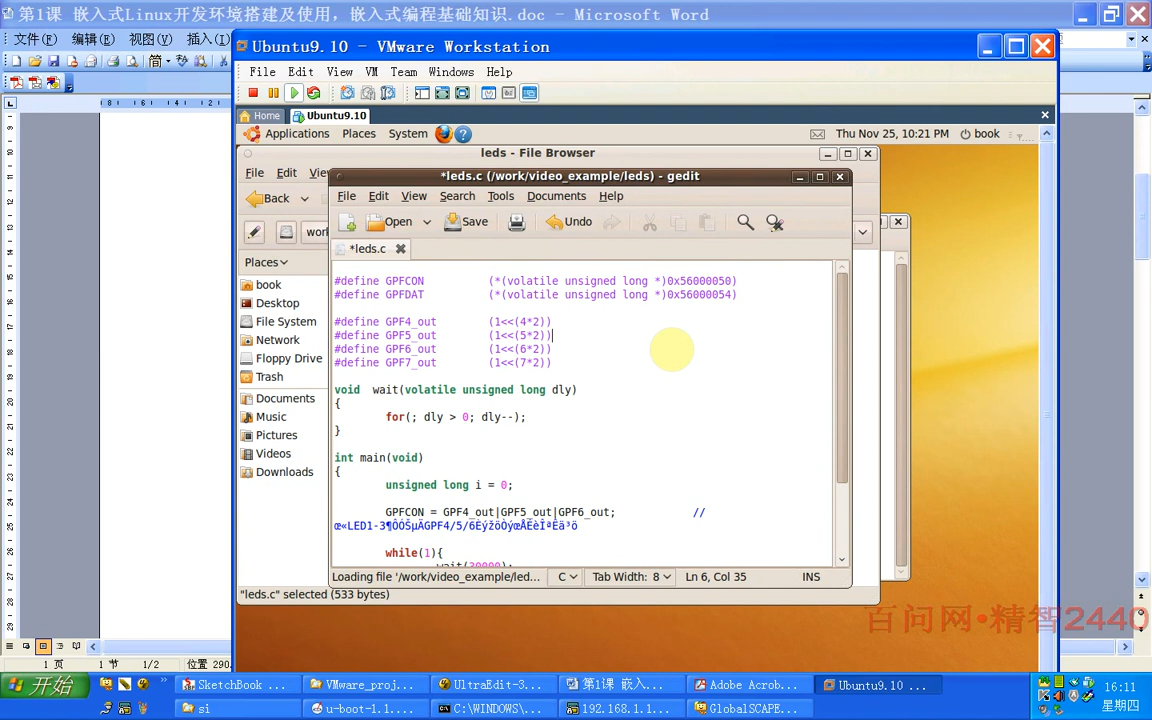 第1课 嵌入式Linux开发环境搭建及使用，嵌入式编程基础知识.doc - Microsoft Word
文件(F) 编辑(E) 视图(V) 插入(I)
Ubuntu9.10 - VMware Workstation
File Edit View VM Team Windows Help
Home Ubuntu9.10
Applications Places System Thu Nov 25, 10:21 PM book
leds - File Browser
File Edit
Back
*leds.c (/work/video_example/leds) - gedit
File Edit View Search Tools Documents Help
Open Save Undo
*leds.c
Places
book
Desktop
File System
Network
Floppy Drive
Trash
Documents
Music
Pictures
Videos
Downloads
#define GPFCON (*(volatile unsigned long *)0x56000050)
#define GPFDAT (*(volatile unsigned long *)0x56000054)
#define GPF4_out (1<<(4*2))
#define GPF5_out (1<<(5*2))
#define GPF6_out (1<<(6*2))
#define GPF7_out (1<<(7*2))
void wait(volatile unsigned long dly)
{
for(; dly > 0; dly--);
}
int main(void)
{
unsigned long i = 0;
GPFCON = GPF4_out|GPF5_out|GPF6_out; //
œ«LED1-3¶ÔÓŠµÄGPF4/5/6ÈýžöÒýœÅÉèÎªÊä³ö
while(1){
wait(30000);
Loading file '/work/video_example/led... C Tab Width: 8 Ln 6, Col 35 INS
"leds.c" selected (533 bytes)
百问网·精智2440
1 页 1 节 1/2 位置 290.
开始 SketchBook ... VMware_proj... UltraEdit-3... 第1课 嵌入... Adobe Acrob... Ubuntu9.10 ...
si u-boot-1.1... C:\WINDOWS\... 192.168.1.1... GlobalSCAPE...
16:11
星期四